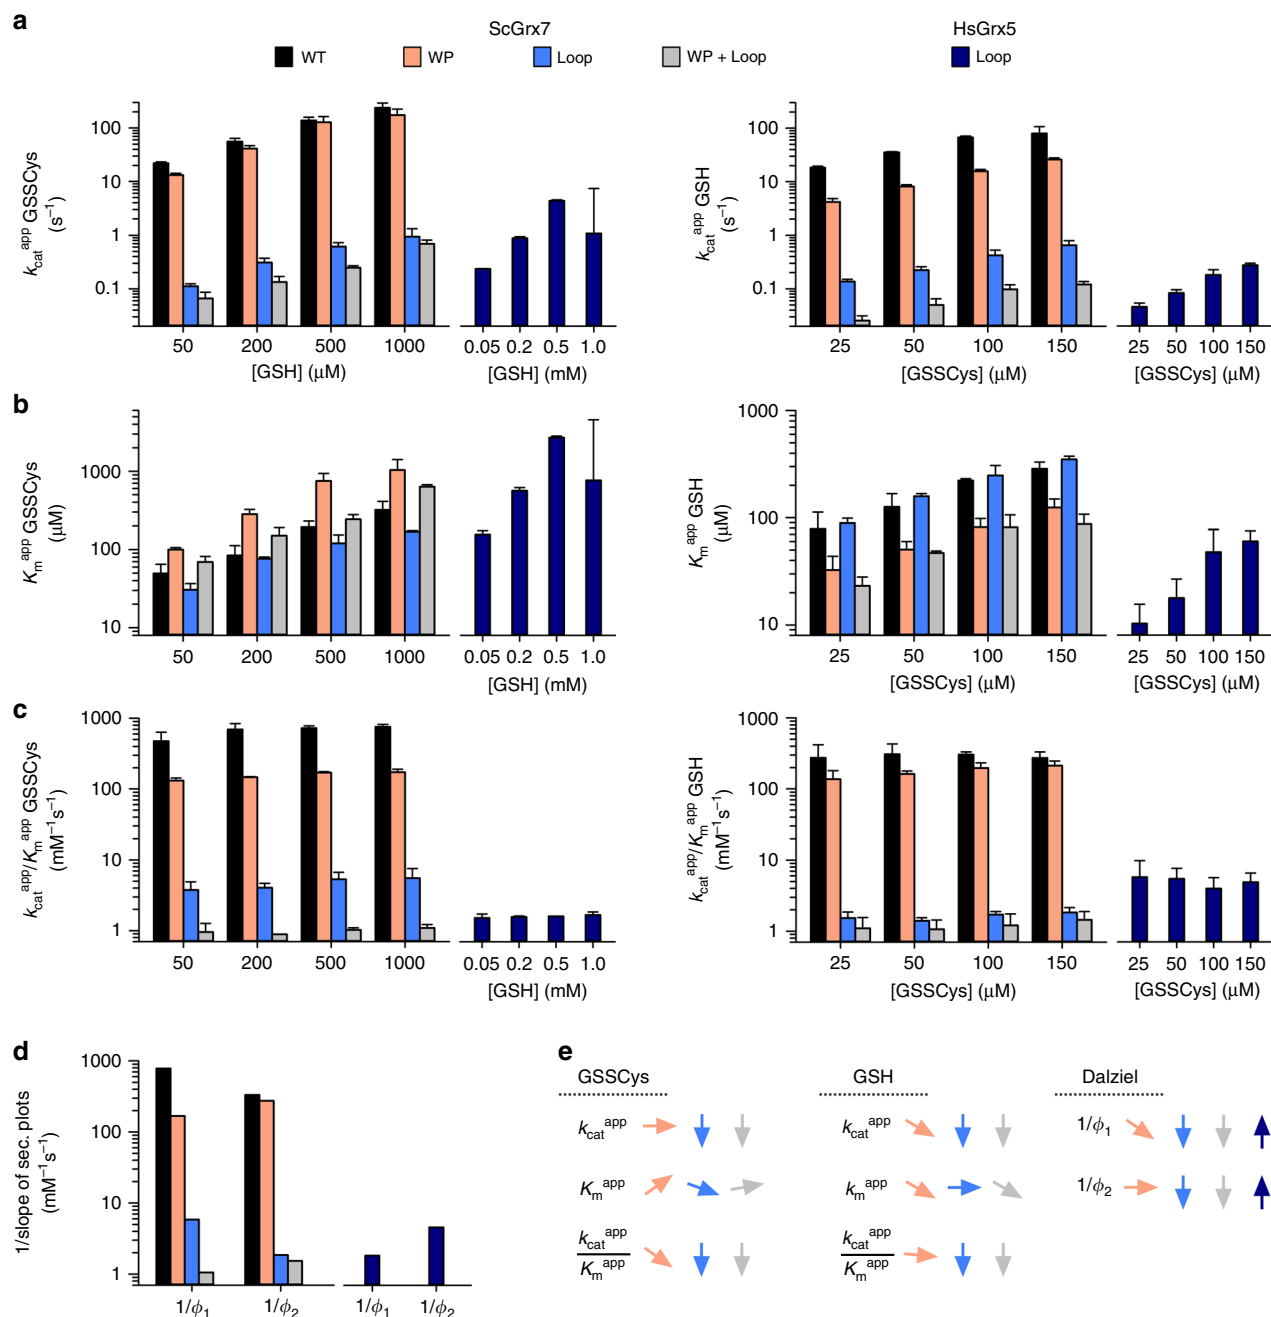 a
ScGrx7
HsGrx5
WT
WP
Loop
WP + Loop
Loop
k_cat^app GSSCys
(s⁻¹)
100
10
1
0.1
50
200
500
1000
[GSH] (μM)
0.05
0.2
0.5
1.0
[GSH] (mM)
k_cat^app GSH
(s⁻¹)
100
10
1
0.1
25
50
100
150
[GSSCys] (μM)
25
50
100
150
[GSSCys] (μM)
b
K_m^app GSSCys
(μM)
1000
100
10
50
200
500
1000
[GSH] (μM)
0.05
0.2
0.5
1.0
[GSH] (mM)
K_m^app GSH
(μM)
1000
100
10
25
50
100
150
[GSSCys] (μM)
25
50
100
150
[GSSCys] (μM)
c
k_cat^app/K_m^app GSSCys
(mM⁻¹s⁻¹)
1000
100
10
1
50
200
500
1000
[GSH] (μM)
0.05
0.2
0.5
1.0
[GSH] (mM)
k_cat^app/K_m^app GSH
(mM⁻¹s⁻¹)
1000
100
10
1
25
50
100
150
[GSSCys] (μM)
25
50
100
150
[GSSCys] (μM)
d
1/slope of sec. plots
(mM⁻¹s⁻¹)
1000
100
10
1
1/ϕ₁
1/ϕ₂
1/ϕ₁
1/ϕ₂
e
GSSCys
k_cat^app
K_m^app
k_cat^app
K_m^app
GSH
k_cat^app
k_m^app
k_cat^app
K_m^app
Dalziel
1/ϕ₁
1/ϕ₂